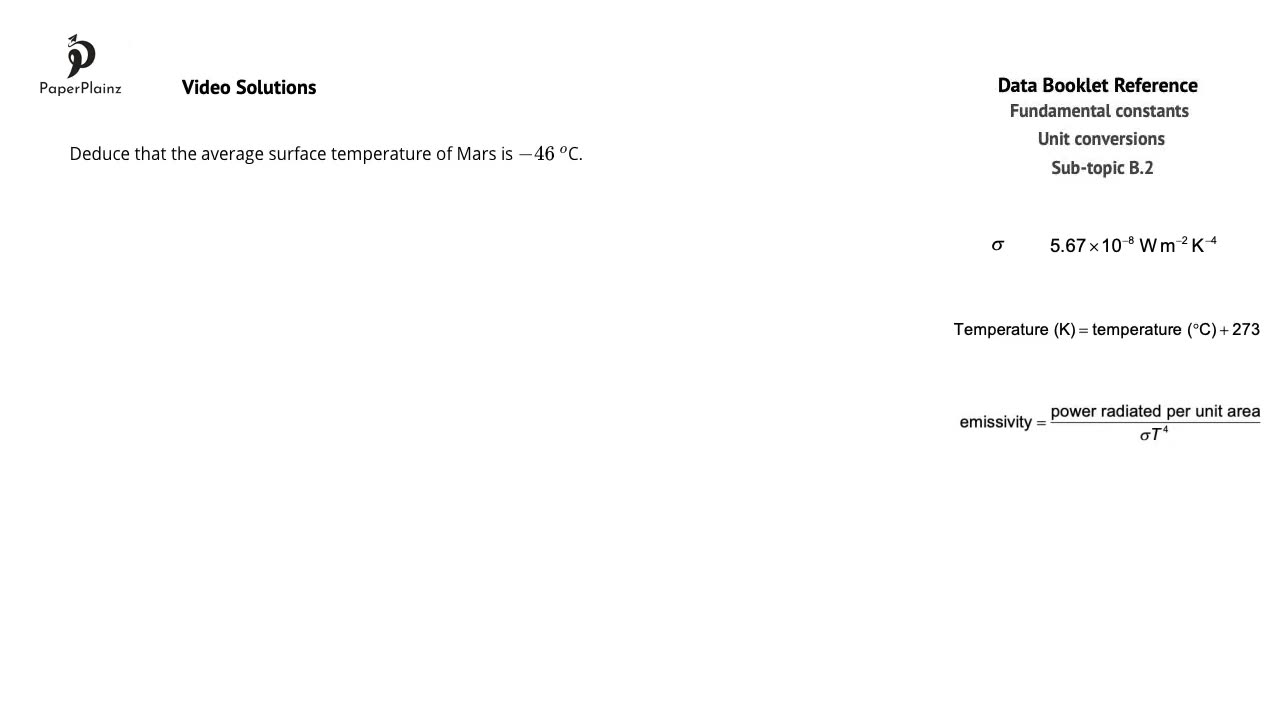 PaperPlainz
Video Solutions
Data Booklet Reference
Fundamental constants
Unit conversions
Sub-topic B.2
Deduce that the average surface temperature of Mars is −46 °C.
σ 5.67 × 10⁻⁸ W m⁻² K⁻⁴
Temperature (K) = temperature (°C) + 273
emissivity = power radiated per unit area / σT⁴